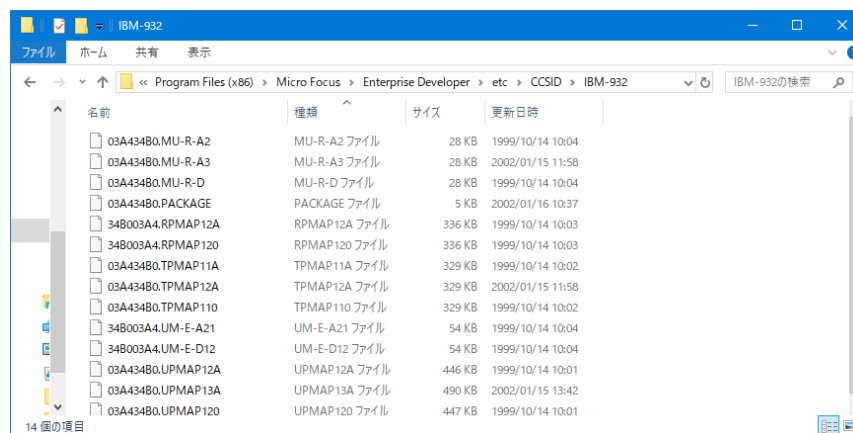 IBM-932
ファイル ホーム 共有 表示
« Program Files (x86) > Micro Focus > Enterprise Developer > etc > CCSID > IBM-932 IBM-932の検索
名前 種類 サイズ 更新日時
03A434B0.MU-R-A2 MU-R-A2 ファイル 28 KB 1999/10/14 10:04
03A434B0.MU-R-A3 MU-R-A3 ファイル 28 KB 2002/01/15 11:58
03A434B0.MU-R-D MU-R-D ファイル 28 KB 1999/10/14 10:04
03A434B0.PACKAGE PACKAGE ファイル 5 KB 2002/01/16 10:37
34B003A4.RPMAP12A RPMAP12A ファイル 336 KB 1999/10/14 10:03
34B003A4.RPMAP120 RPMAP120 ファイル 336 KB 1999/10/14 10:03
03A434B0.TPMAP11A TPMAP11A ファイル 329 KB 1999/10/14 10:02
03A434B0.TPMAP12A TPMAP12A ファイル 329 KB 2002/01/15 11:58
03A434B0.TPMAP110 TPMAP110 ファイル 329 KB 1999/10/14 10:02
34B003A4.UM-E-A21 UM-E-A21 ファイル 54 KB 1999/10/14 10:04
34B003A4.UM-E-D12 UM-E-D12 ファイル 54 KB 1999/10/14 10:04
03A434B0.UPMAP12A UPMAP12A ファイル 446 KB 1999/10/14 10:01
03A434B0.UPMAP13A UPMAP13A ファイル 490 KB 2002/01/15 13:42
03A434B0.UPMAP120 UPMAP120 ファイル 447 KB 1999/10/14 10:01
14 個の項目